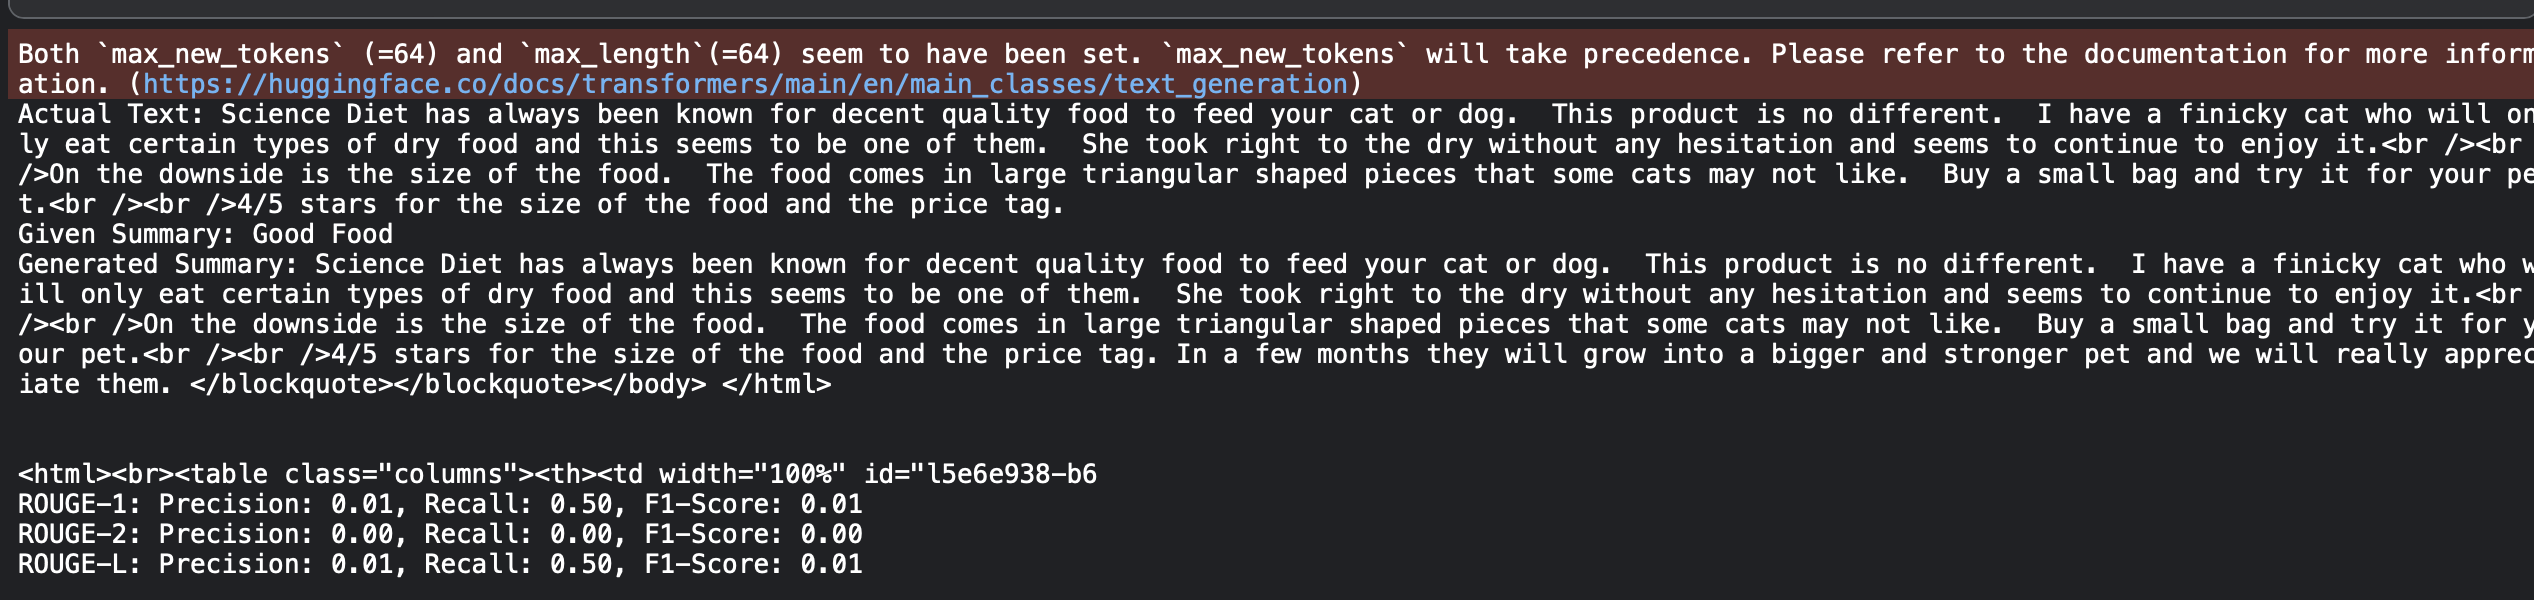 Both `max_new_tokens` (=64) and `max_length`(=64) seem to have been set. `max_new_tokens` will take precedence. Please refer to the documentation for more inform
ation. (https://huggingface.co/docs/transformers/main/en/main_classes/text_generation)
Actual Text: Science Diet has always been known for decent quality food to feed your cat or dog.  This product is no different.  I have a finicky cat who will on
ly eat certain types of dry food and this seems to be one of them.  She took right to the dry without any hesitation and seems to continue to enjoy it.<br /><br
/>On the downside is the size of the food.  The food comes in large triangular shaped pieces that some cats may not like.  Buy a small bag and try it for your pe
t.<br /><br />4/5 stars for the size of the food and the price tag.
Given Summary: Good Food
Generated Summary: Science Diet has always been known for decent quality food to feed your cat or dog.  This product is no different.  I have a finicky cat who w
ill only eat certain types of dry food and this seems to be one of them.  She took right to the dry without any hesitation and seems to continue to enjoy it.<br
/><br />On the downside is the size of the food.  The food comes in large triangular shaped pieces that some cats may not like.  Buy a small bag and try it for y
our pet.<br /><br />4/5 stars for the size of the food and the price tag. In a few months they will grow into a bigger and stronger pet and we will really apprec
iate them. </blockquote></blockquote></body> </html>
<html><br><table class="columns"><th><td width="100%" id="l5e6e938-b6
ROUGE-1: Precision: 0.01, Recall: 0.50, F1-Score: 0.01
ROUGE-2: Precision: 0.00, Recall: 0.00, F1-Score: 0.00
ROUGE-L: Precision: 0.01, Recall: 0.50, F1-Score: 0.01